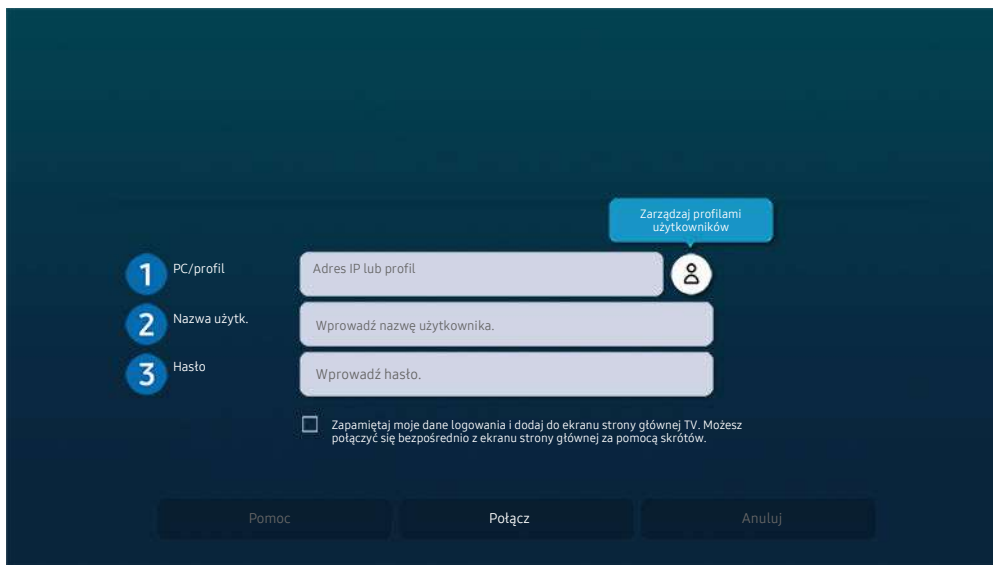 Zarządzaj profilami
użytkowników
1 PC/profil Adres IP lub profil
2 Nazwa użytk. Wprowadź nazwę użytkownika.
3 Hasło Wprowadź hasło.
Zapamiętaj moje dane logowania i dodaj do ekranu strony głównej TV. Możesz
połączyć się bezpośrednio z ekranu strony głównej za pomocą skrótów.
Pomoc Połącz Anuluj